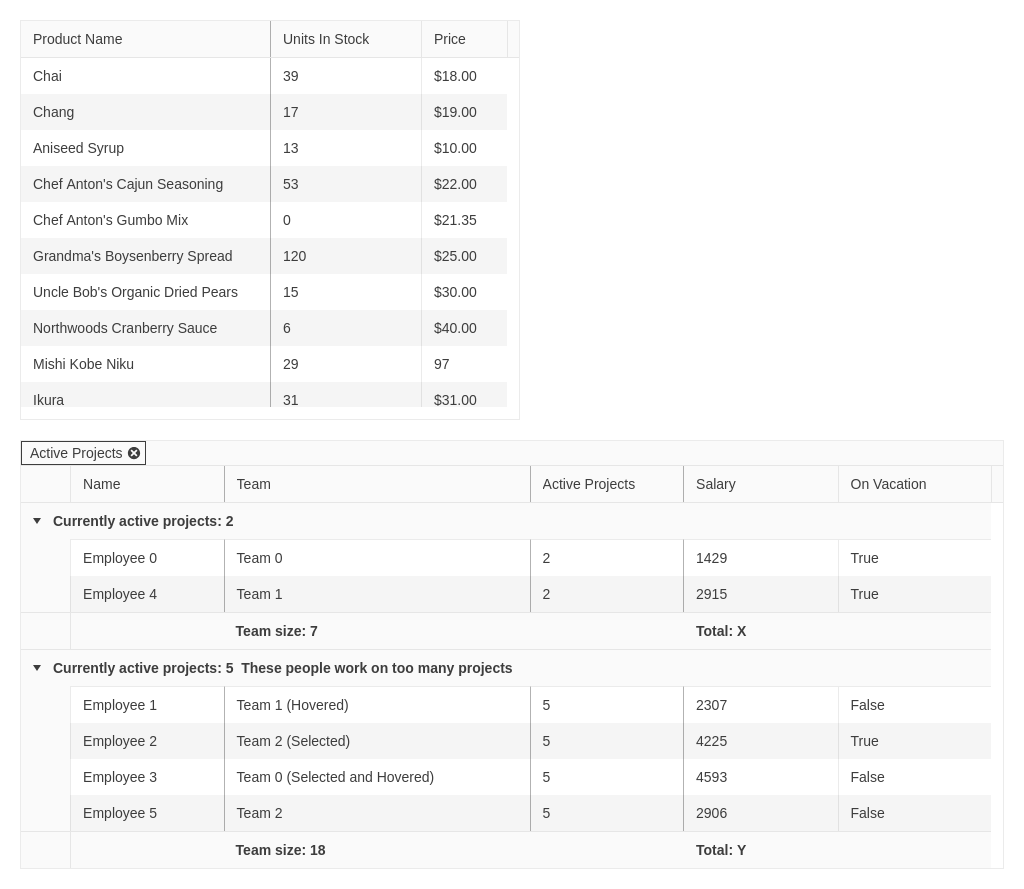 Product Name Units In Stock Price
Chai 39 $18.00
Chang 17 $19.00
Aniseed Syrup 13 $10.00
Chef Anton's Cajun Seasoning 53 $22.00
Chef Anton's Gumbo Mix 0 $21.35
Grandma's Boysenberry Spread 120 $25.00
Uncle Bob's Organic Dried Pears 15 $30.00
Northwoods Cranberry Sauce 6 $40.00
Mishi Kobe Niku 29 97
Ikura 31 $31.00
Active Projects
Name Team Active Projects Salary On Vacation
Currently active projects: 2
Employee 0 Team 0 2 1429 True
Employee 4 Team 1 2 2915 True
Team size: 7 Total: X
Currently active projects: 5 These people work on too many projects
Employee 1 Team 1 (Hovered) 5 2307 False
Employee 2 Team 2 (Selected) 5 4225 True
Employee 3 Team 0 (Selected and Hovered) 5 4593 False
Employee 5 Team 2 5 2906 False
Team size: 18 Total: Y